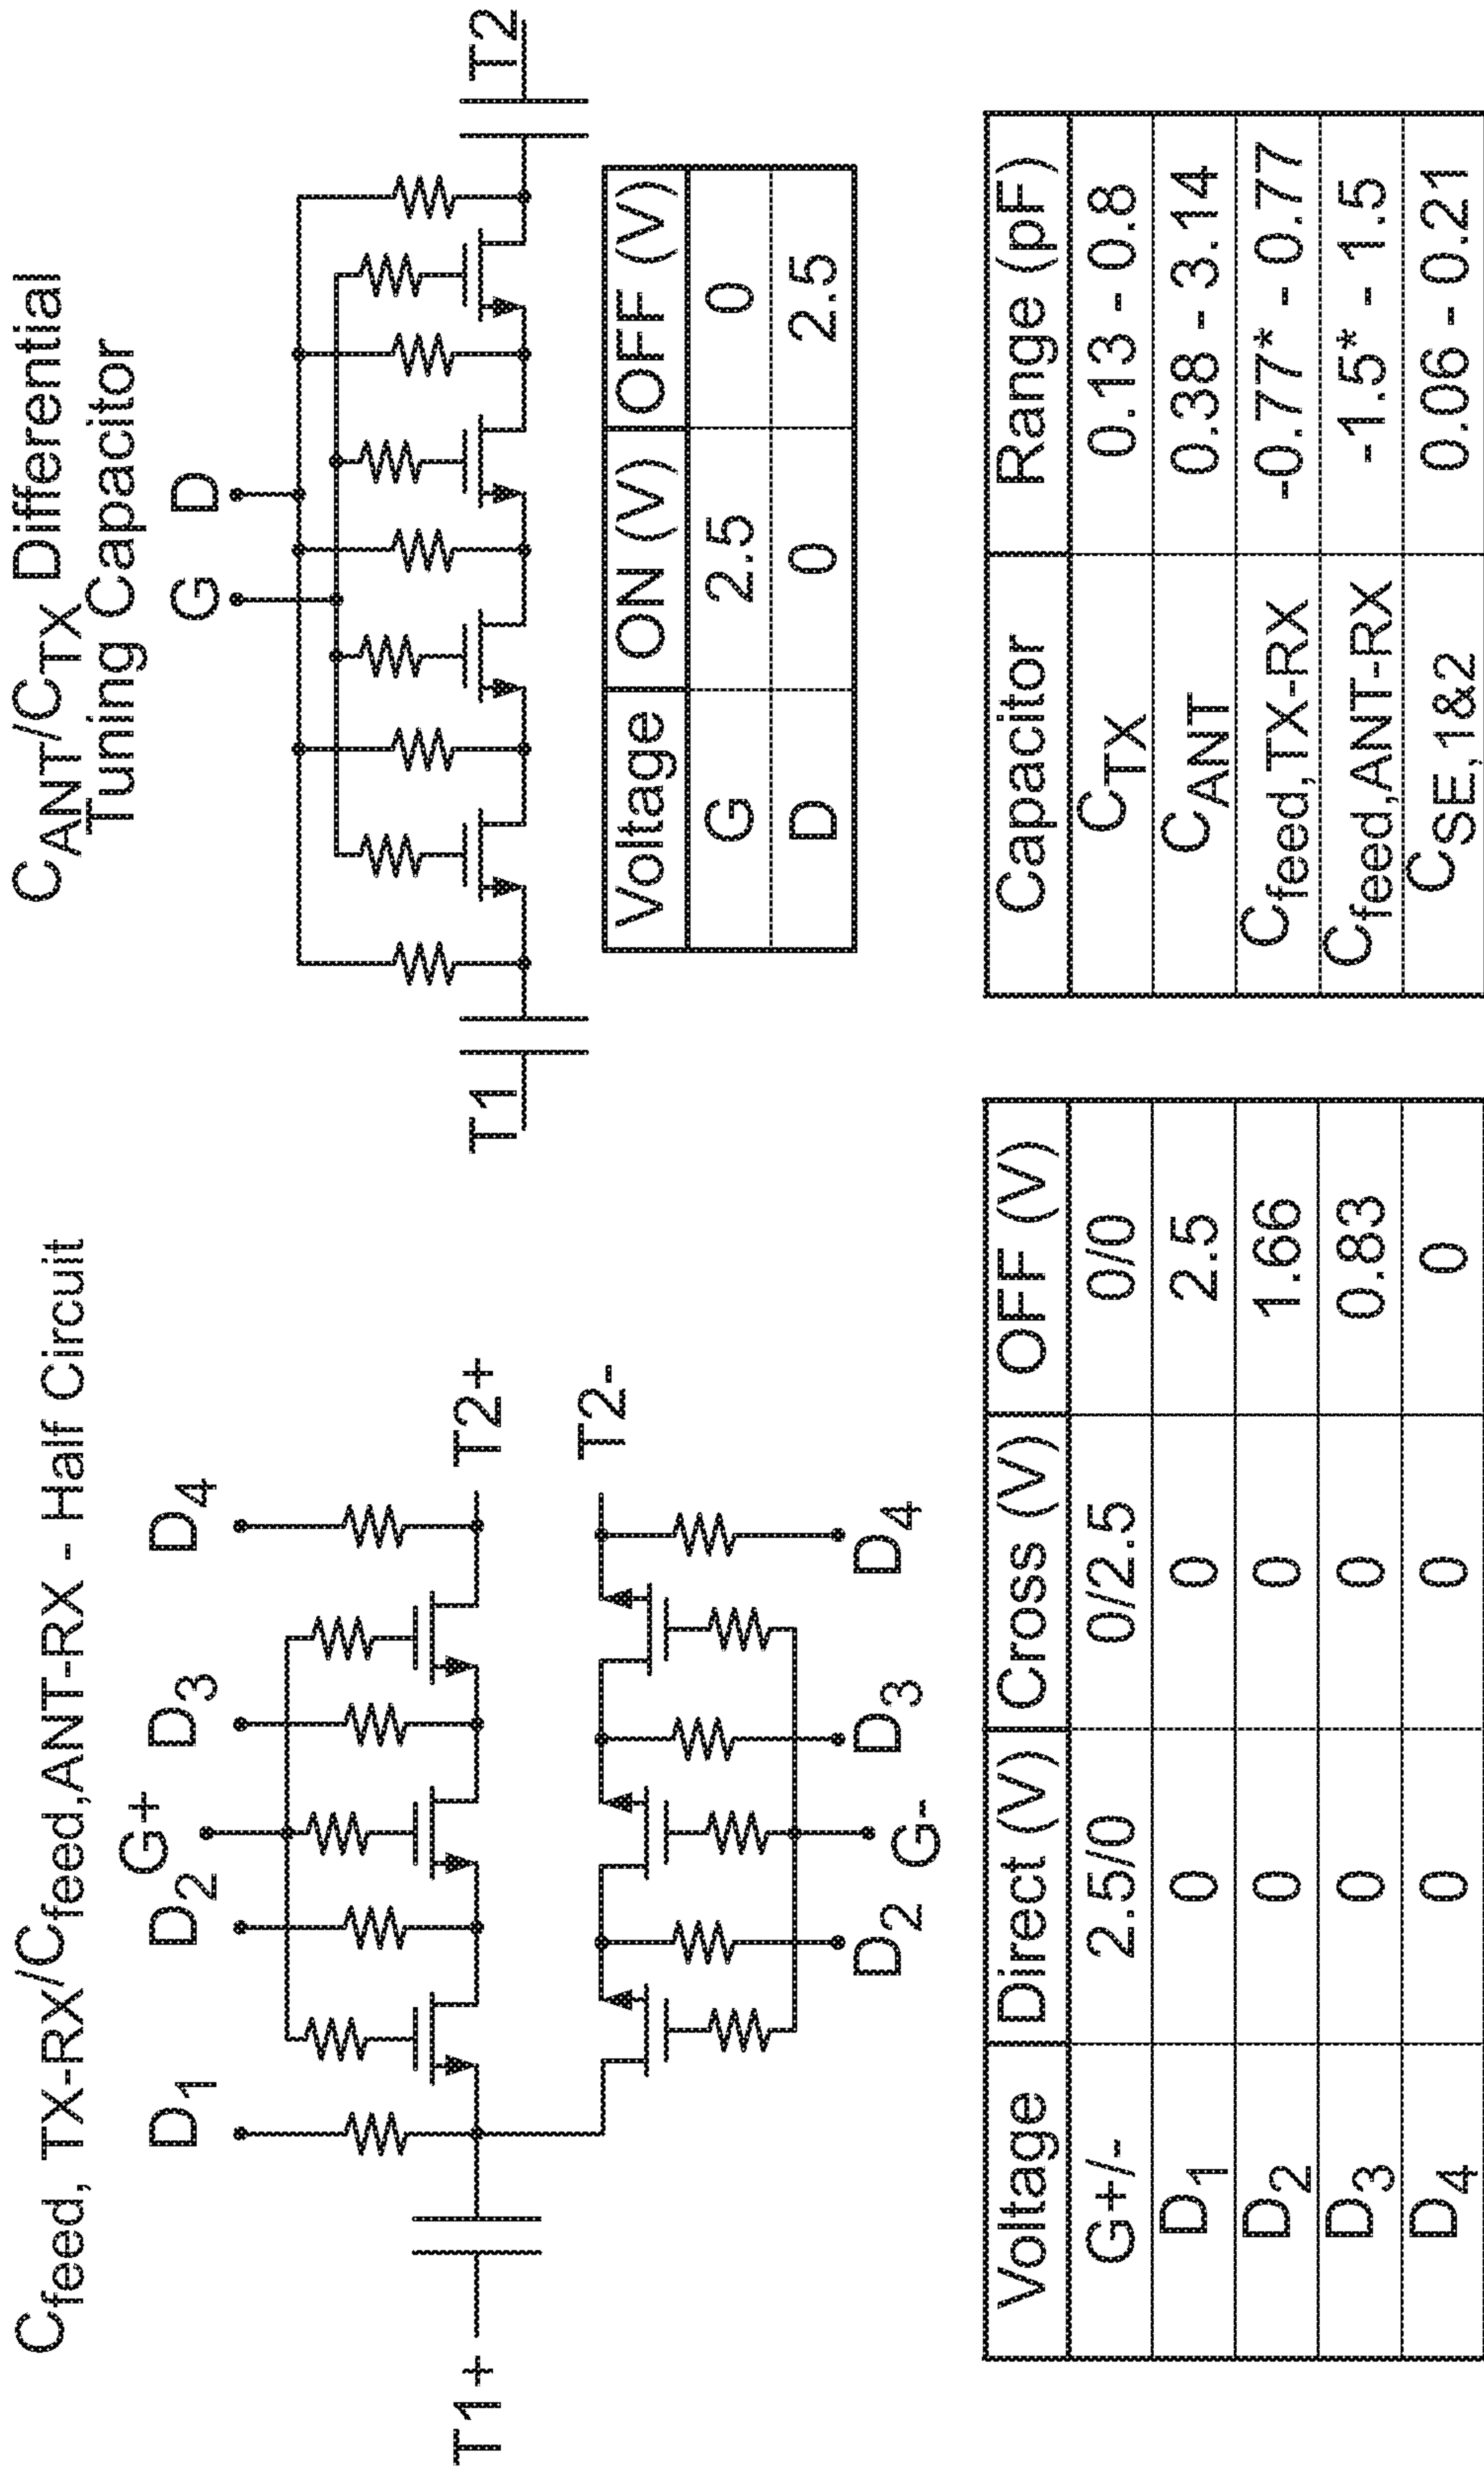 Cfeed, TX-RX/Cfeed,ANT-RX - Half Circuit
D1
D2
G+
D3
D4
T1+
T2+
T2-
D2
G-
D3
D4
Voltage Direct (V) Cross (V) OFF (V)
G+/- 2.5/0 0/2.5 0/0
D1 0 0 2.5
D2 0 0 1.66
D3 0 0 0.83
D4 0 0 0
CANT/CTX Differential
Tuning Capacitor
G D
T1
T2
Voltage ON (V) OFF (V)
G 2.5 0
D 0 2.5
Capacitor Range (pF)
CTX 0.13 - 0.8
CANT 0.38 - 3.14
Cfeed,TX-RX -0.77* - 0.77
Cfeed,ANT-RX -1.5* - 1.5
CSE, 1&2 0.06 - 0.21